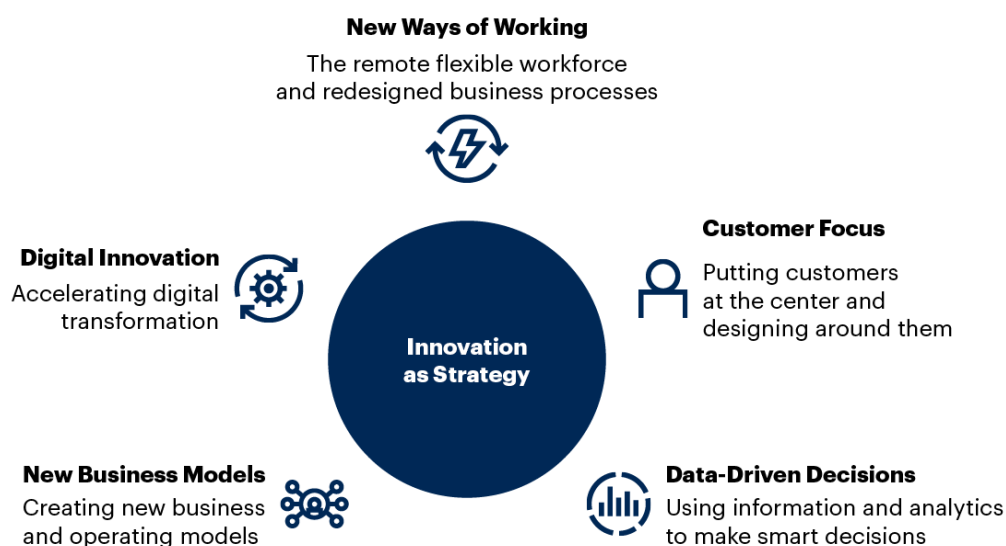 New Ways of Working
The remote flexible workforce
and redesigned business processes
Customer Focus
Putting customers
at the center and
designing around them
Digital Innovation
Accelerating digital
transformation
Innovation
as Strategy
New Business Models
Creating new business
and operating models
Data-Driven Decisions
Using information and analytics
to make smart decisions